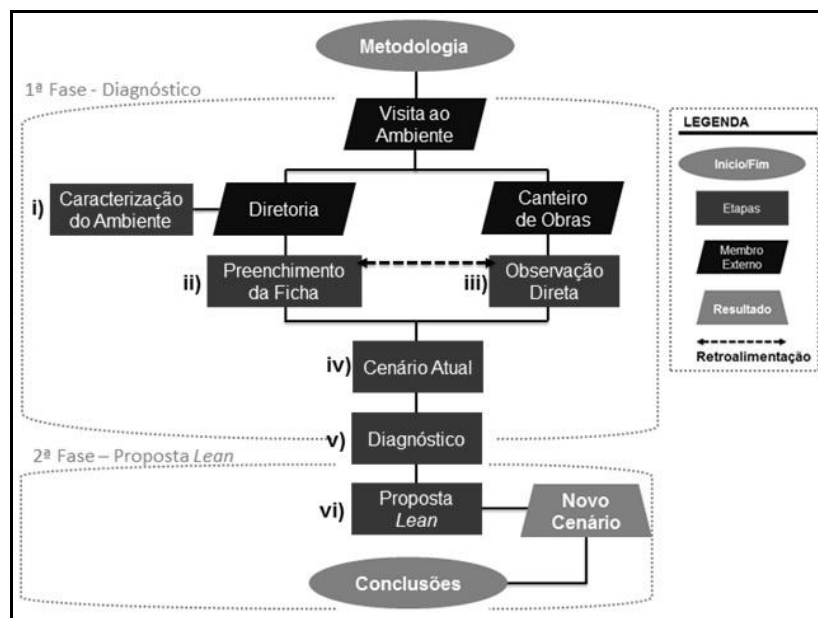 Metodologia
1ª Fase - Diagnóstico
Visita ao
Ambiente
i)
Caracterização
do Ambiente
Diretoria
Canteiro
de Obras
ii)
Preenchimento
da Ficha
iii)
Observação
Direta
iv)
Cenário Atual
v)
Diagnóstico
2ª Fase – Proposta Lean
vi)
Proposta
Lean
Novo
Cenário
Conclusões
LEGENDA
Início/Fim
Etapas
Membro
Externo
Resultado
Retroalimentação